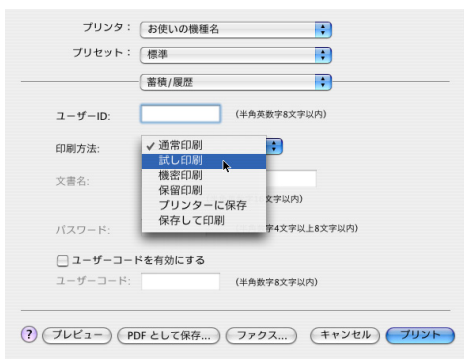 プリンタ： お使いの機種名
プリセット： 標準
蓄積/履歴
ユーザーID: (半角英数字8文字以内)
印刷方法: ✓ 通常印刷
試し印刷
機密印刷
文書名:
保留印刷
文字以内)
プリンターに保存
保存して印刷
パスワード: 字4文字以上8文字以内)
ユーザーコードを有効にする
ユーザーコード: (半角数字8文字以内)
? プレビュー PDF として保存... ファクス... キャンセル プリント